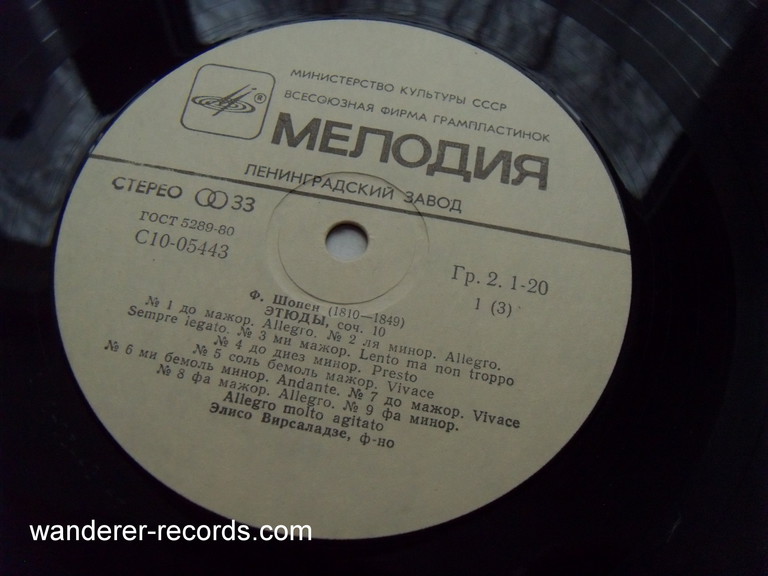 МИНИСТЕРСТВО КУЛЬТУРЫ СССР
ВСЕСОЮЗНАЯ ФИРМА ГРАМПЛАСТИНОК
®
МЕЛОДИЯ
ЛЕНИНГРАДСКИЙ ЗАВОД
СТЕРЕО 33
ГОСТ 5289-80
С10-05443
Гр. 2. 1-20
1 (3)
Ф. Шопен (1810—1849)
ЭТЮДЫ, соч. 10
№ 1 до мажор. Allegro. № 2 ля минор. Allegro.
Sempre legato. № 3 ми мажор. Lento ma non troppo
№ 4 до диез минор. Presto
№ 5 соль бемоль мажор. Vivace
№ 6 ми бемоль минор. Andante. № 7 до мажор. Vivace
№ 8 фа мажор. Allegro. № 9 фа минор.
Allegro molto agitato
Элисо Вирсаладзе, ф-но
wanderer-records.com